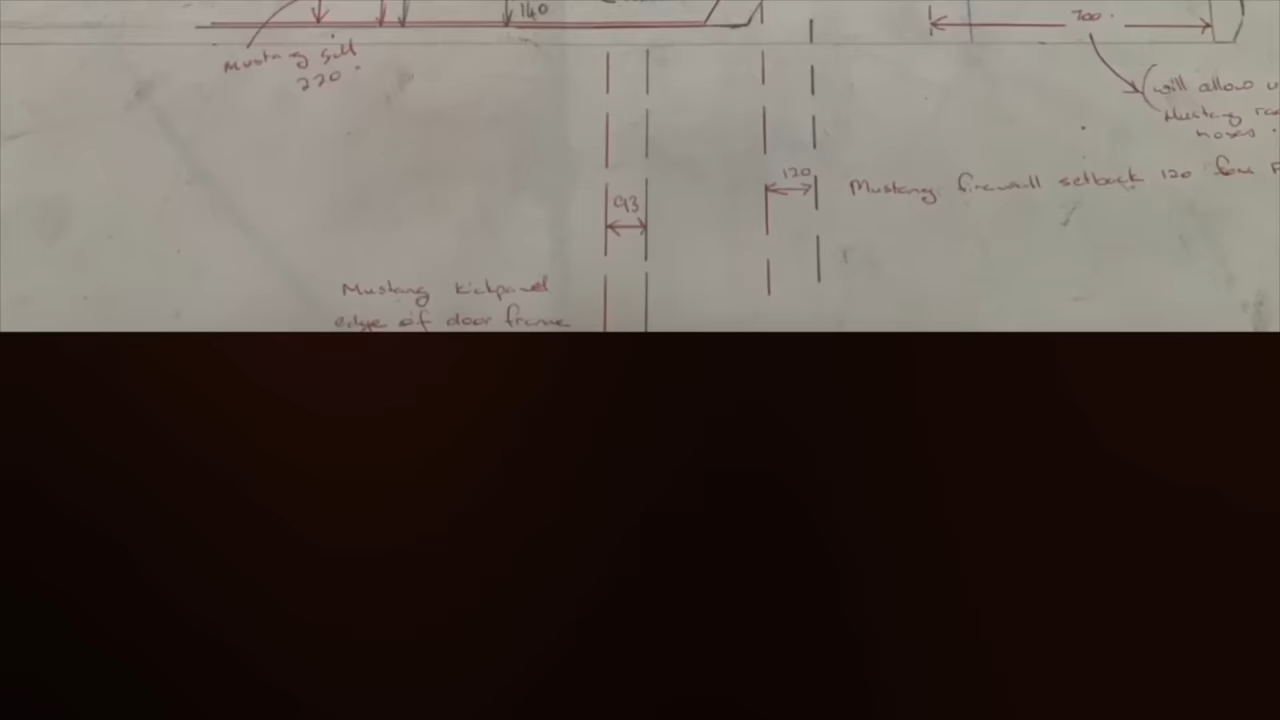 140
700.
Mustang Sill
220
will allow
Mustang
120
Mustang firewall setback 120
93
Mustang kickpanel
edge of door frame